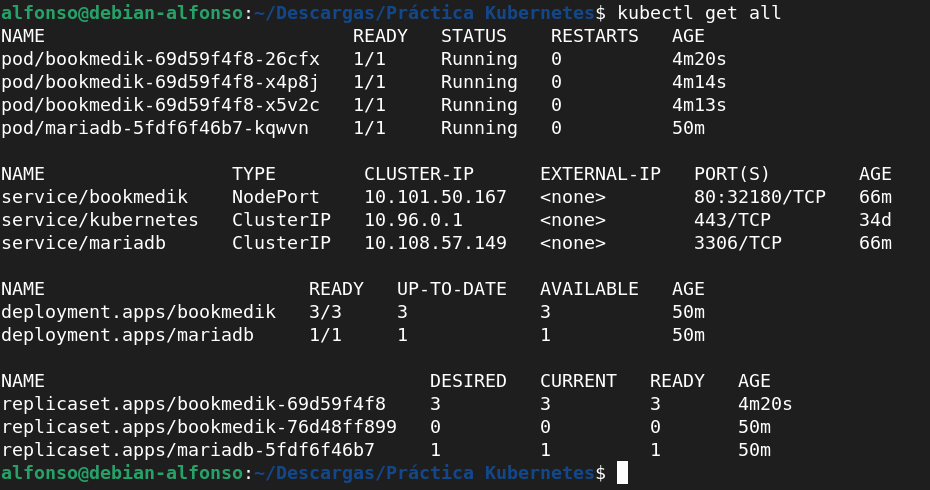 alfonso@debian-alfonso:~/Descargas/Práctica Kubernetes$ kubectl get all
NAME                            READY   STATUS    RESTARTS   AGE
pod/bookmedik-69d59f4f8-26cfx   1/1     Running   0          4m20s
pod/bookmedik-69d59f4f8-x4p8j   1/1     Running   0          4m14s
pod/bookmedik-69d59f4f8-x5v2c   1/1     Running   0          4m13s
pod/mariadb-5fdf6f46b7-kqwvn    1/1     Running   0          50m

NAME                 TYPE        CLUSTER-IP      EXTERNAL-IP   PORT(S)        AGE
service/bookmedik    NodePort    10.101.50.167   <none>        80:32180/TCP   66m
service/kubernetes   ClusterIP   10.96.0.1       <none>        443/TCP        34d
service/mariadb      ClusterIP   10.108.57.149   <none>        3306/TCP       66m

NAME                        READY   UP-TO-DATE   AVAILABLE   AGE
deployment.apps/bookmedik   3/3     3            3           50m
deployment.apps/mariadb     1/1     1            1           50m

NAME                                   DESIRED   CURRENT   READY   AGE
replicaset.apps/bookmedik-69d59f4f8    3         3         3       4m20s
replicaset.apps/bookmedik-76d48ff899   0         0         0       50m
replicaset.apps/mariadb-5fdf6f46b7     1         1         1       50m
alfonso@debian-alfonso:~/Descargas/Práctica Kubernetes$